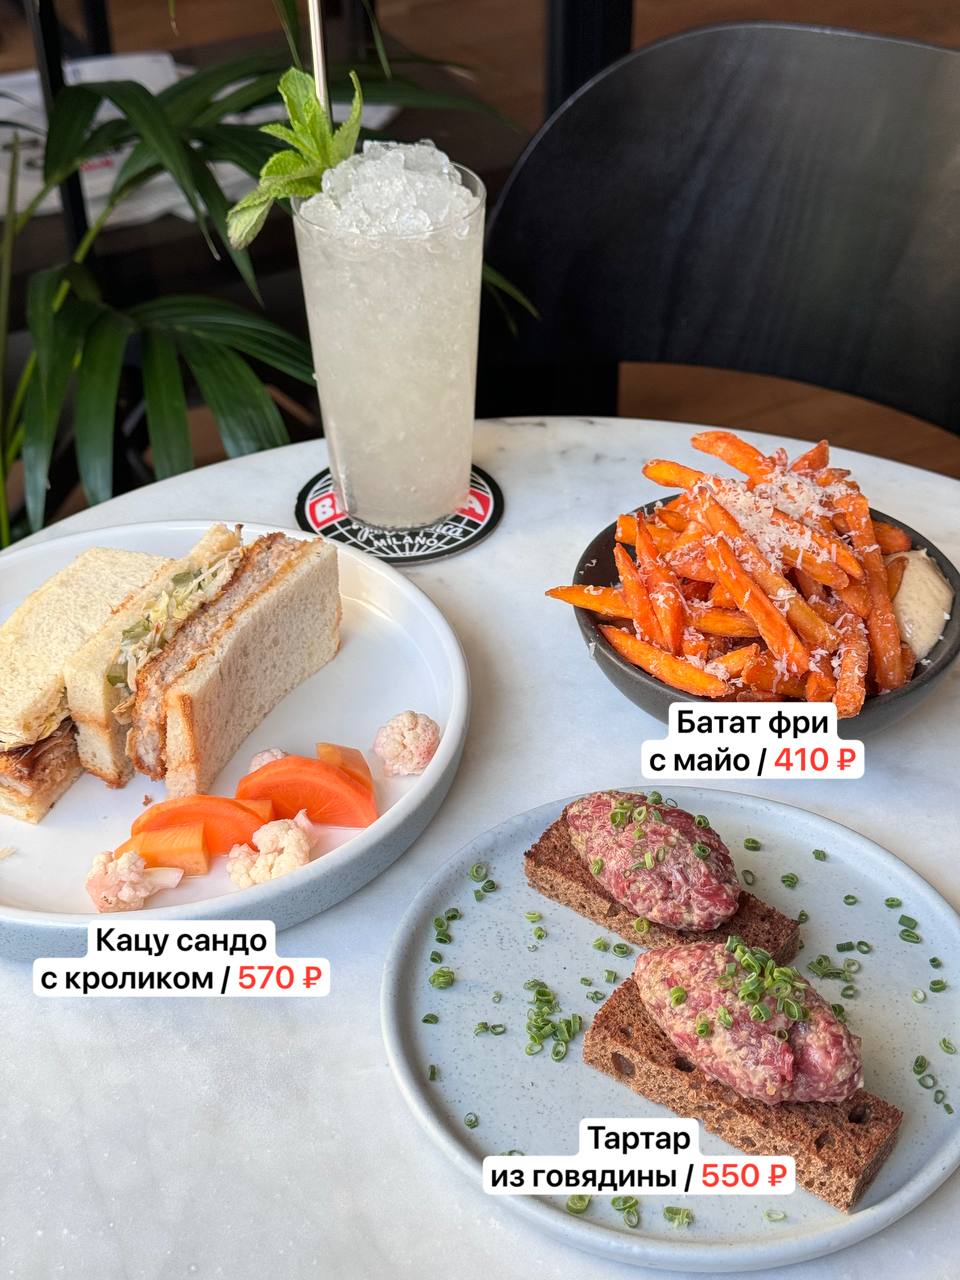 MILANO
Батат фри
с майо / 410 ₽
Кацу сандо
с кроликом / 570 ₽
Тартар
из говядины / 550 ₽